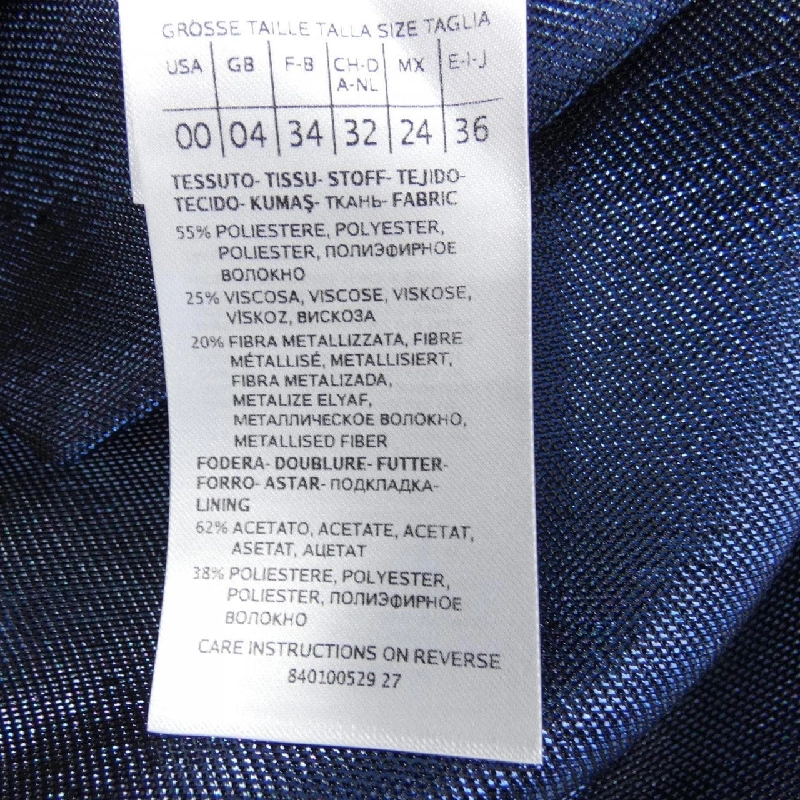 GRÖSSE TAILLE TALLA SIZE TAGLIA
USA GB F-B CH-D A-NL MX E-I-J
00 04 34 32 24 36
TESSUTO- TISSU- STOFF- TEJIDO-
TECIDO- KUMAŞ- ТКАНЬ- FABRIC
55% POLIESTERE, POLYESTER,
POLIESTER, ПОЛИЭФИРНОЕ
ВОЛОКНО
25% VISCOSA, VISCOSE, VISKOSE,
VİSKOZ, ВИСКОЗА
20% FIBRA METALLIZZATA, FIBRE
MÉTALLISÉ, METALLISIERT,
FIBRA METALIZADA,
METALIZE ELYAF,
МЕТАЛЛИЧЕСКОЕ ВОЛОКНО,
METALLISED FIBER
FODERA- DOUBLURE- FUTTER-
FORRO- ASTAR- ПОДКЛАДКА-
LINING
62% ACETATO, ACETATE, ACETAT,
ASETAT, АЦЕТАТ
38% POLIESTERE, POLYESTER,
POLIESTER, ПОЛИЭФИРНОЕ
ВОЛОКНО
CARE INSTRUCTIONS ON REVERSE
840100529 27